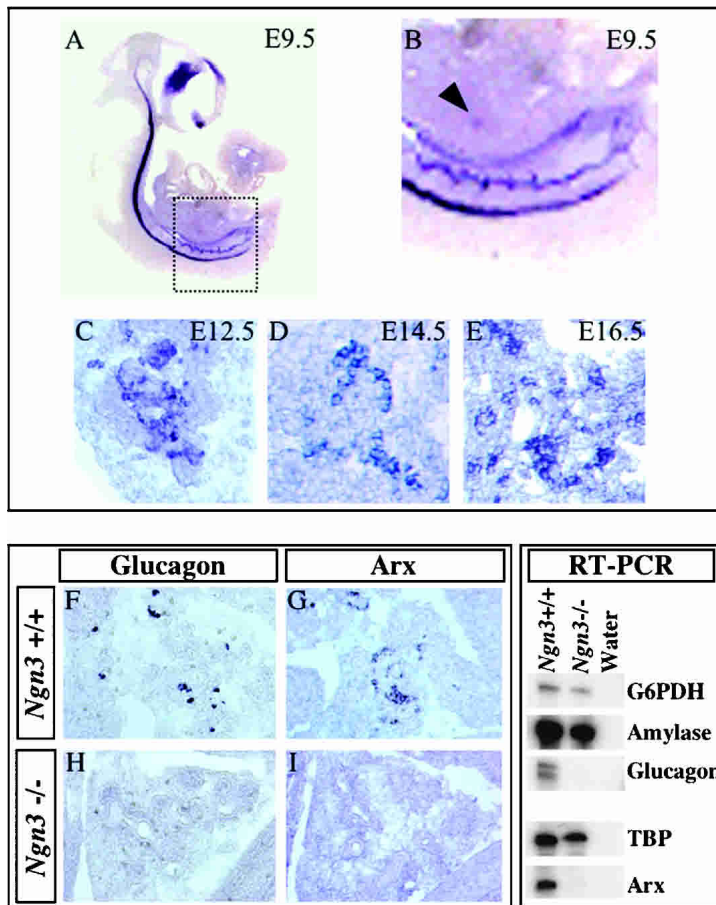 A E9.5
B E9.5
C E12.5
D E14.5
E E16.5
Glucagon
Arx
Ngn3 +/+
F
G
Ngn3 -/-
H
I
RT-PCR
Ngn3+/+
Ngn3-/-
Water
G6PDH
Amylase
Glucagon
TBP
Arx